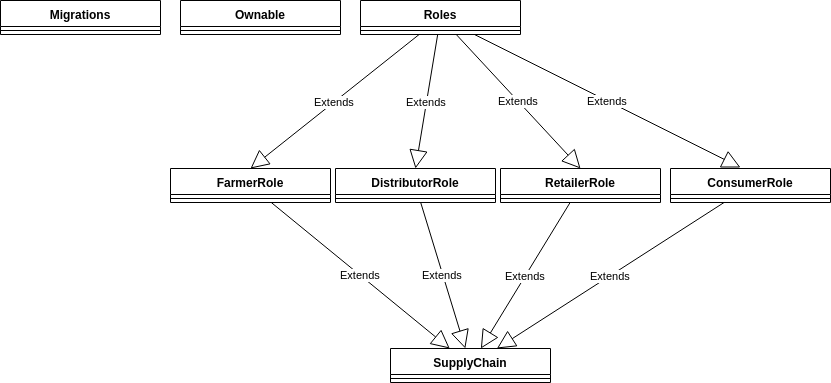 Migrations
Ownable
Roles
Extends
Extends
Extends
Extends
FarmerRole
DistributorRole
RetailerRole
ConsumerRole
Extends
Extends
Extends
Extends
SupplyChain